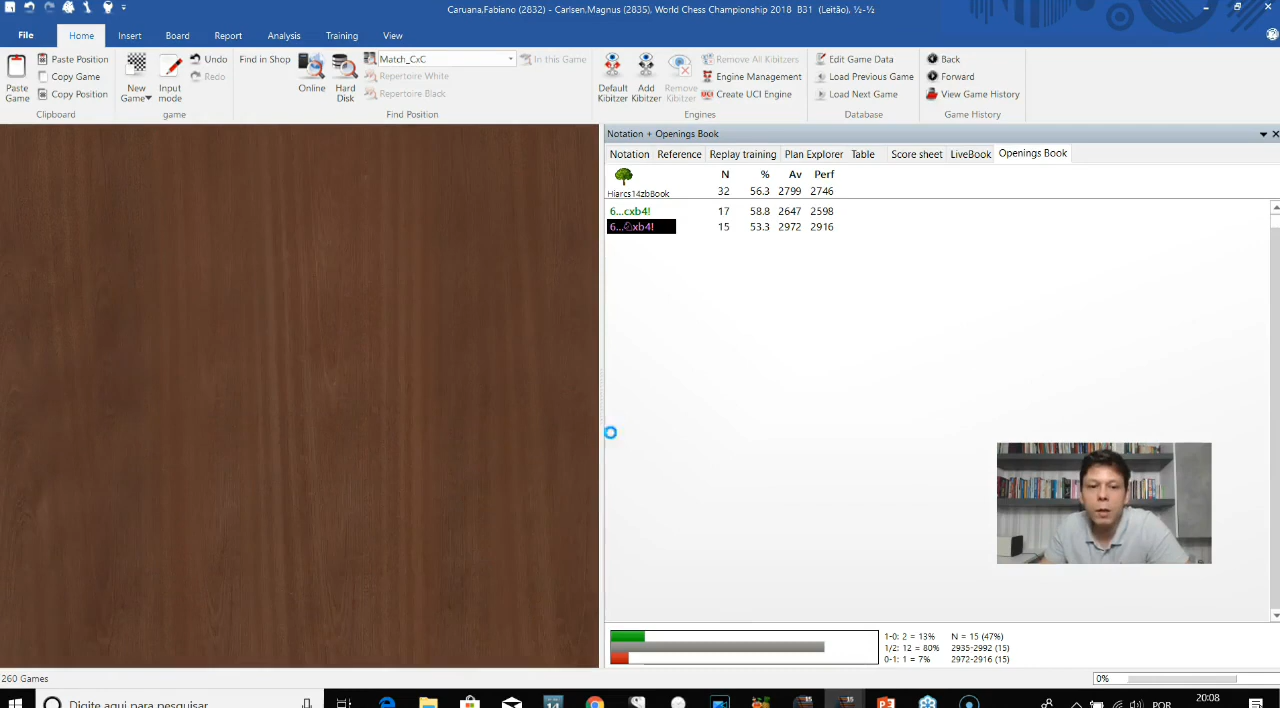 Caruana,Fabiano (2832) - Carlsen,Magnus (2835), World Chess Championship 2018  B31  (Leitão), ½-½
File Home Insert Board Report Analysis Training View
Paste Game
Paste Position
Copy Game
Copy Position
Clipboard
New Game
Input mode
Undo
Redo
game
Find in Shop
Online
Hard Disk
Match_CxC
In this Game
Repertoire White
Repertoire Black
Find Position
Default Kibitzer
Add Kibitzer
Remove Kibitzer
Remove All Kibitzers
Engine Management
UCI Create UCI Engine
Engines
Edit Game Data
Load Previous Game
Load Next Game
Database
Back
Forward
View Game History
Game History
Notation + Openings Book
Notation Reference Replay training Plan Explorer Table Score sheet LiveBook Openings Book
N % Av Perf
Hiarcs14zbBook 32 56.3 2799 2746
6...cxb4! 17 58.8 2647 2598
6...♘xb4! 15 53.3 2972 2916
1-0: 2 = 13% N = 15 (47%)
1/2: 12 = 80% 2935-2992 (15)
0-1: 1 = 7% 2972-2916 (15)
260 Games
0%
Digite aqui para pesquisar
14
15
15
POR
20:08